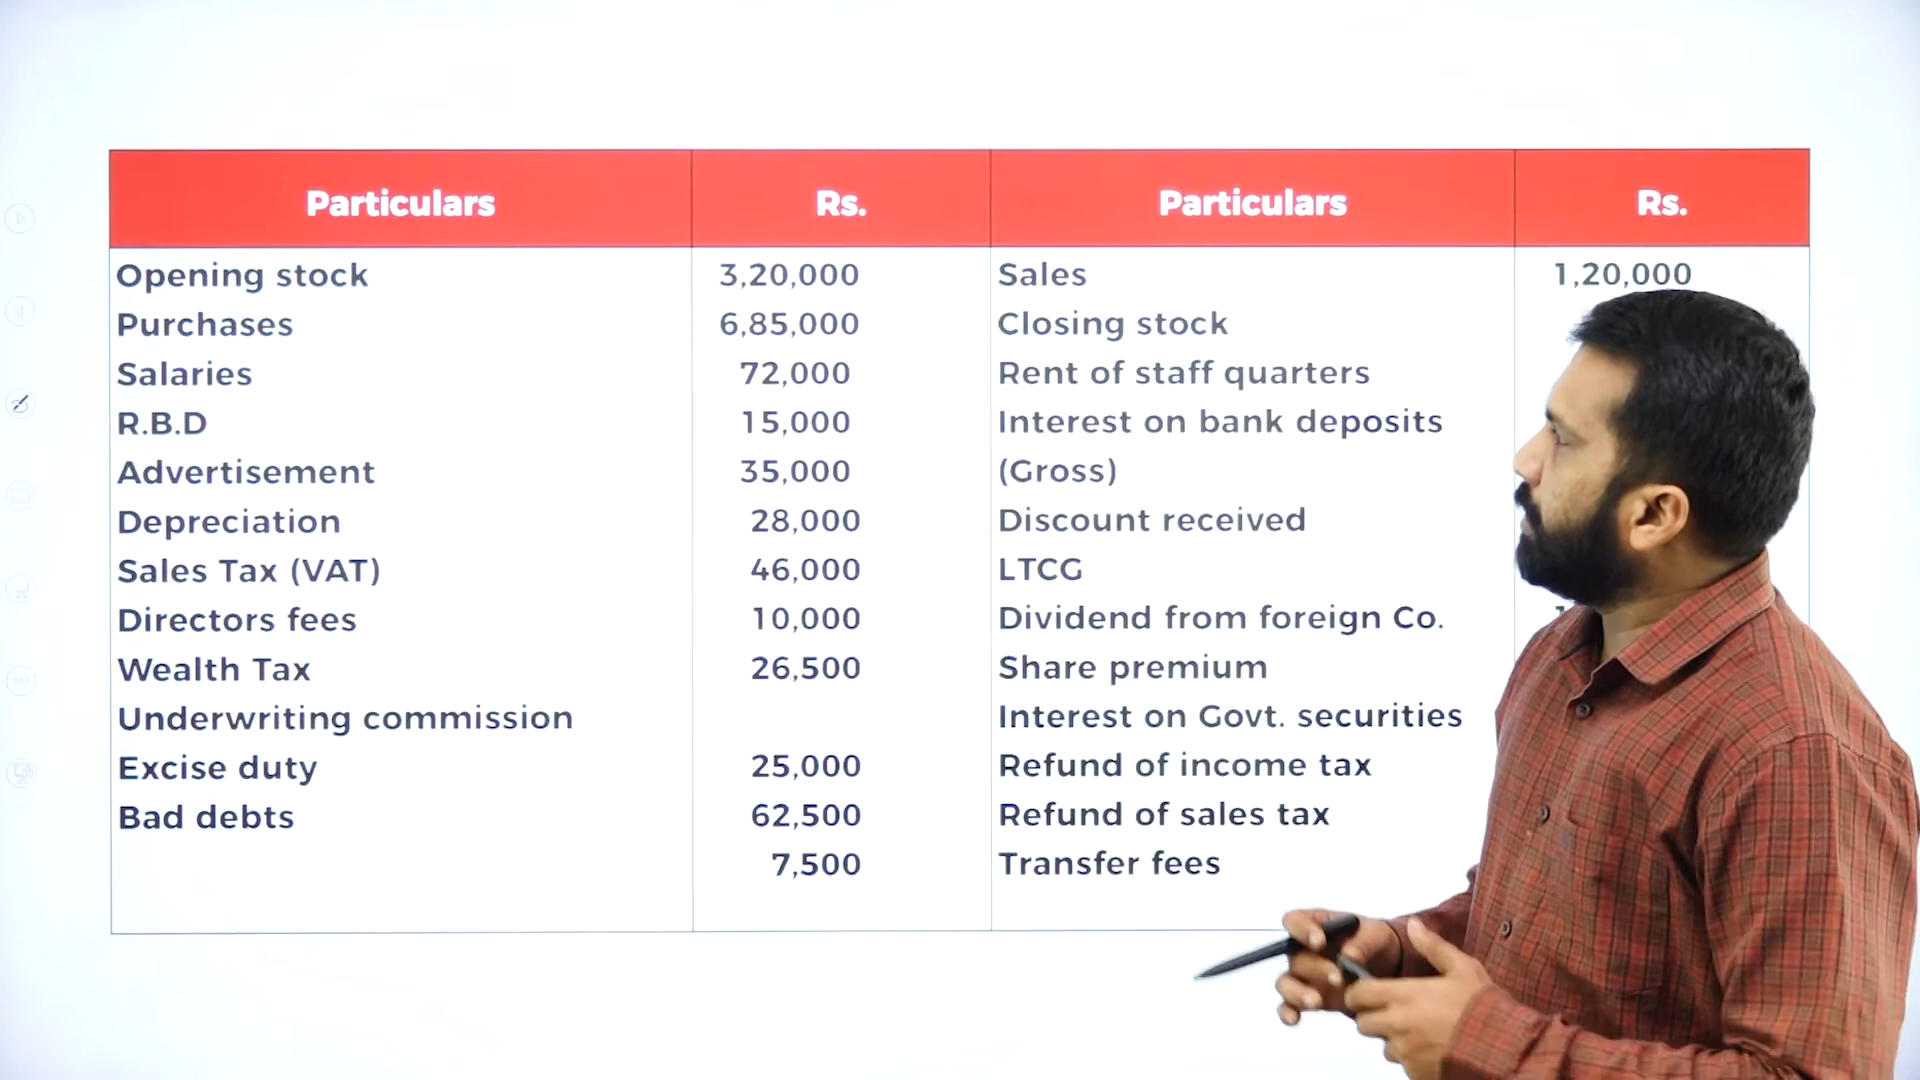 Particulars Rs. Particulars Rs.
Opening stock 3,20,000 Sales 1,20,000
Purchases 6,85,000 Closing stock
Salaries 72,000 Rent of staff quarters
R.B.D 15,000 Interest on bank deposits
Advertisement 35,000 (Gross)
Depreciation 28,000 Discount received
Sales Tax (VAT) 46,000 LTCG
Directors fees 10,000 Dividend from foreign Co.
Wealth Tax 26,500 Share premium
Underwriting commission Interest on Govt. securities
Excise duty 25,000 Refund of income tax
Bad debts 62,500 Refund of sales tax
7,500 Transfer fees